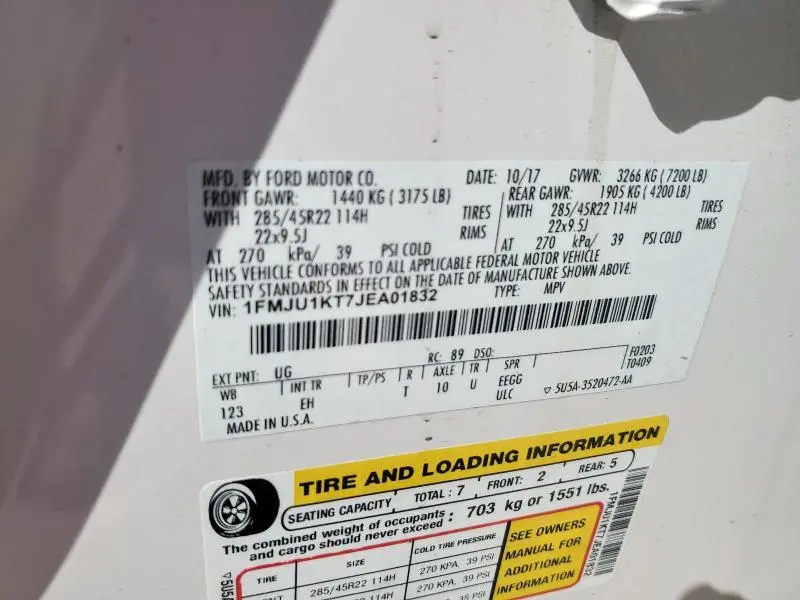 MFD. BY FORD MOTOR CO. DATE: 10/17 GVWR: 3266 KG (7200 LB)
FRONT GAWR: 1440 KG (3175 LB) REAR GAWR: 1905 KG (4200 LB)
WITH 285/45R22 114H TIRES WITH 285/45R22 114H TIRES
22x9.5J RIMS 22x9.5J RIMS
AT 270 kPa/ 39 PSI COLD AT 270 kPa/ 39 PSI COLD
THIS VEHICLE CONFORMS TO ALL APPLICABLE FEDERAL MOTOR VEHICLE
SAFETY STANDARDS IN EFFECT ON THE DATE OF MANUFACTURE SHOWN ABOVE.
VIN: 1FMJU1KT7JEA01832 TYPE: MPV
EXT PNT: UG RC: 89 DSO: F0203
WB INT TR TP/PS R AXLE TR SPR T0409
123 EH T 10 U EEGG
ULC ▽ 5U5A-3520472-AA
MADE IN U.S.A.
TIRE AND LOADING INFORMATION
SEATING CAPACITY TOTAL : 7 FRONT: 2 REAR: 5
The combined weight of occupants
and cargo should never exceed : 703 kg or 1551 lbs.
TIRE SIZE COLD TIRE PRESSURE
285/45R22 114H 270 KPA, 39 PSI
285/45R22 114H 270 KPA, 39 PSI
SEE OWNERS
MANUAL FOR
ADDITIONAL
INFORMATION
1FMJU1KT7JEA01832
▽5U5A